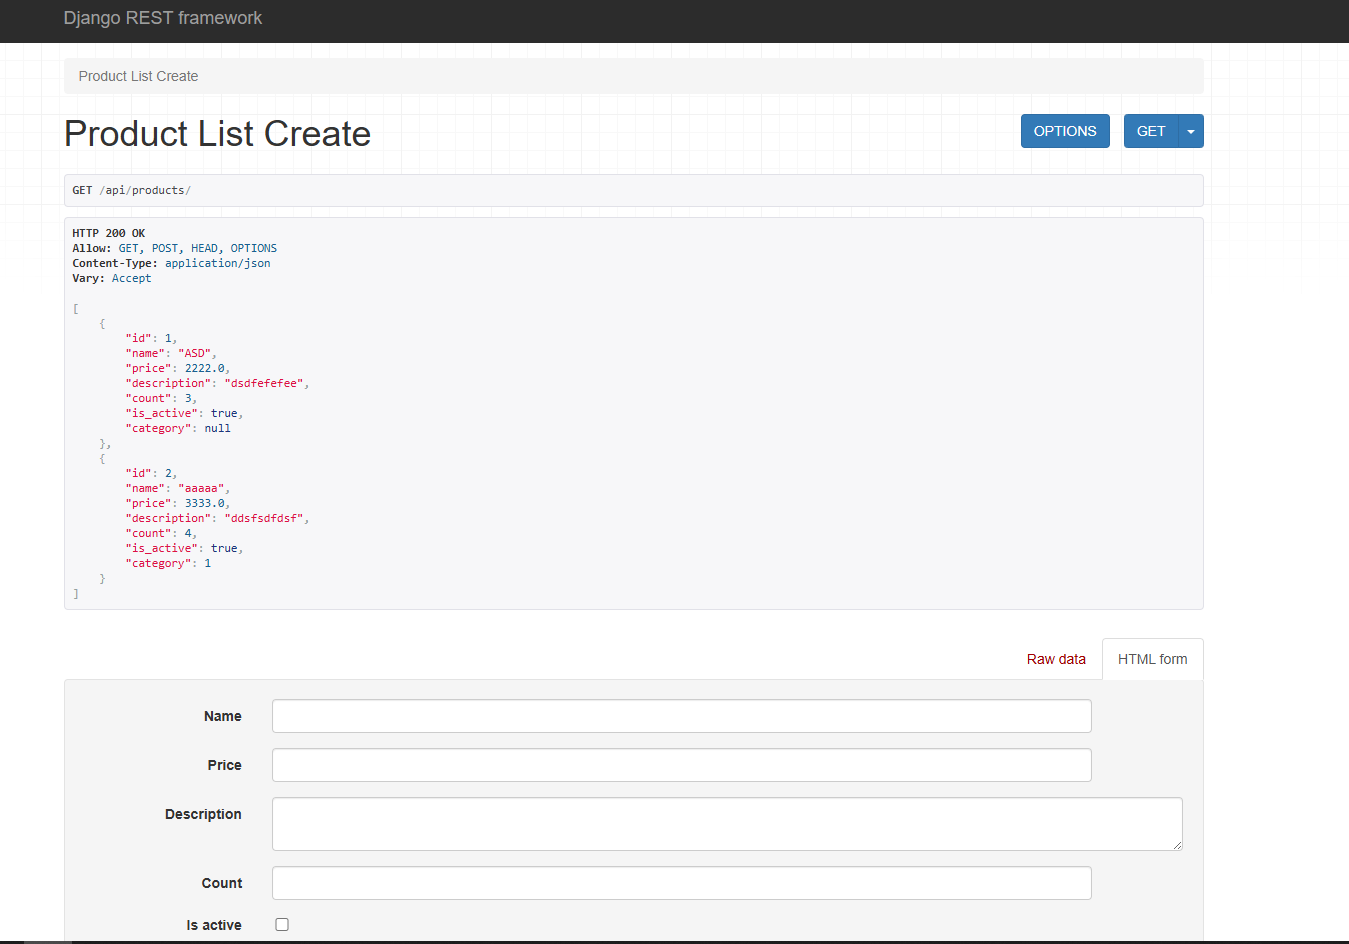 Django REST framework
Product List Create
Product List Create
OPTIONS
GET
GET /api/products/
HTTP 200 OK
Allow: GET, POST, HEAD, OPTIONS
Content-Type: application/json
Vary: Accept
[
    {
        "id": 1,
        "name": "ASD",
        "price": 2222.0,
        "description": "dsdfefefee",
        "count": 3,
        "is_active": true,
        "category": null
    },
    {
        "id": 2,
        "name": "aaaaa",
        "price": 3333.0,
        "description": "ddsfsdfdsf",
        "count": 4,
        "is_active": true,
        "category": 1
    }
]
Raw data
HTML form
Name
Price
Description
Count
Is active